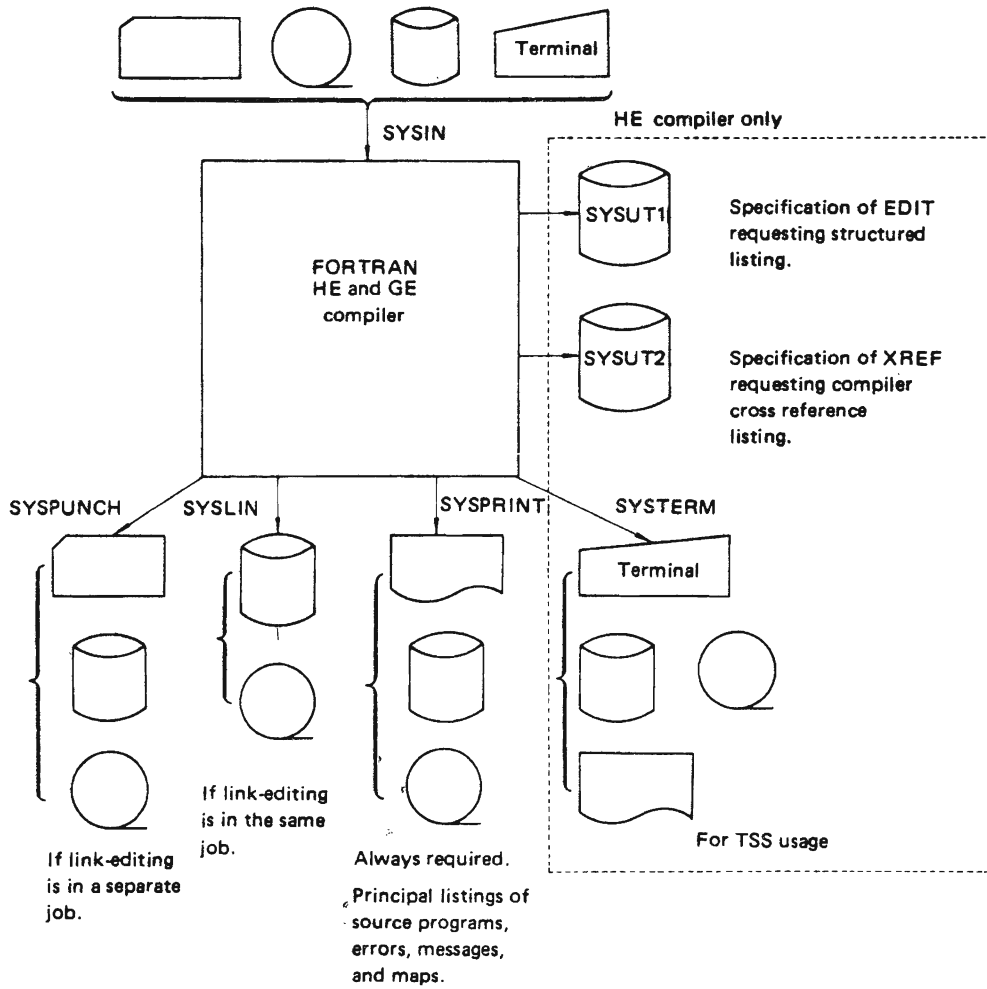 Terminal
SYSIN
HE compiler only
SYSUT1
Specification of EDIT
requesting structured
listing.
FORTRAN
HE and GE
compiler
SYSUT2
Specification of XREF
requesting compiler
cross reference
listing.
SYSPUNCH
SYSLIN
SYSPRINT
SYSTERM
Terminal
If link-editing
is in a separate
job.
If link-editing
is in the same
job.
Always required.
Principal listings of
source programs,
errors, messages,
and maps.
For TSS usage